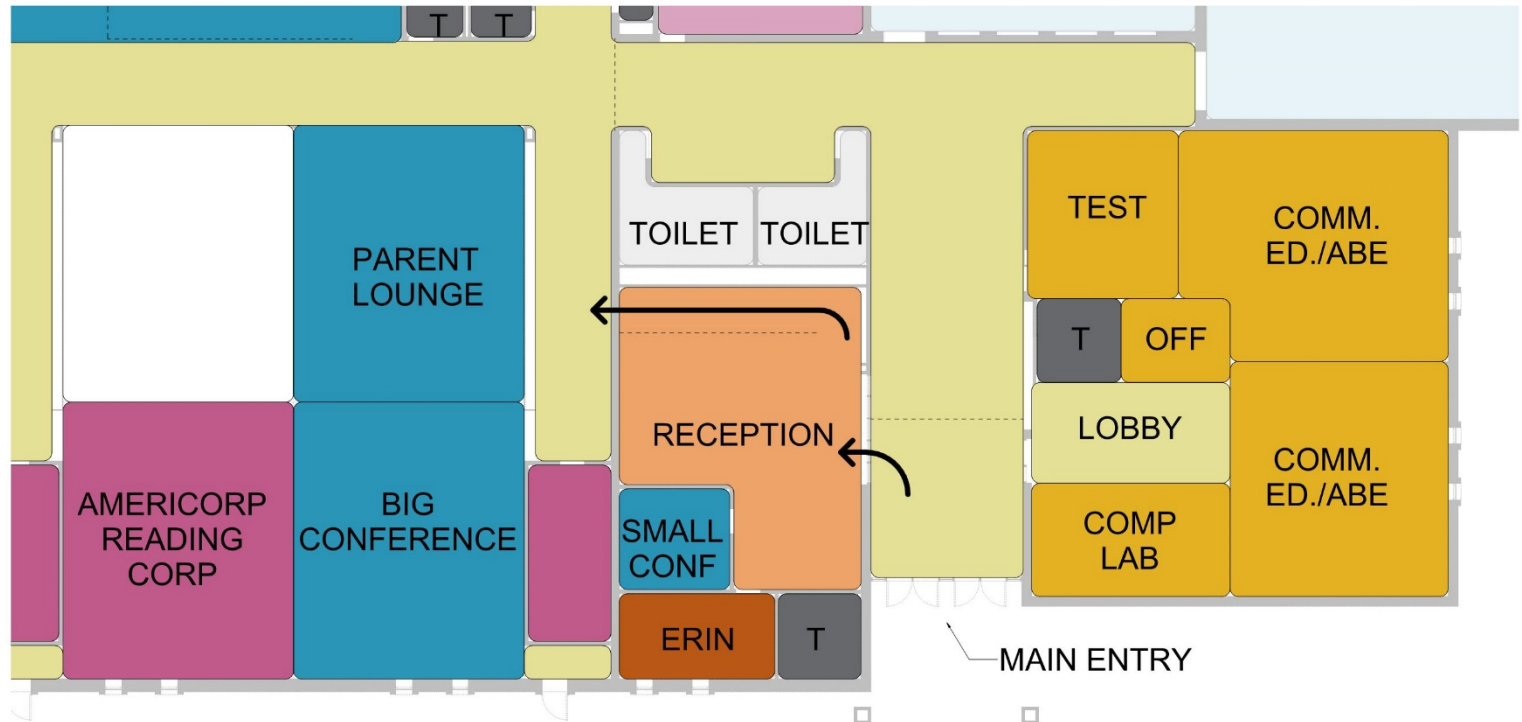 T
T
TOILET
TOILET
TEST
COMM.
ED./ABE
PARENT
LOUNGE
T
OFF
RECEPTION
LOBBY
COMM.
ED./ABE
AMERICORP
READING
CORP
BIG
CONFERENCE
SMALL
CONF
COMP
LAB
ERIN
T
MAIN ENTRY